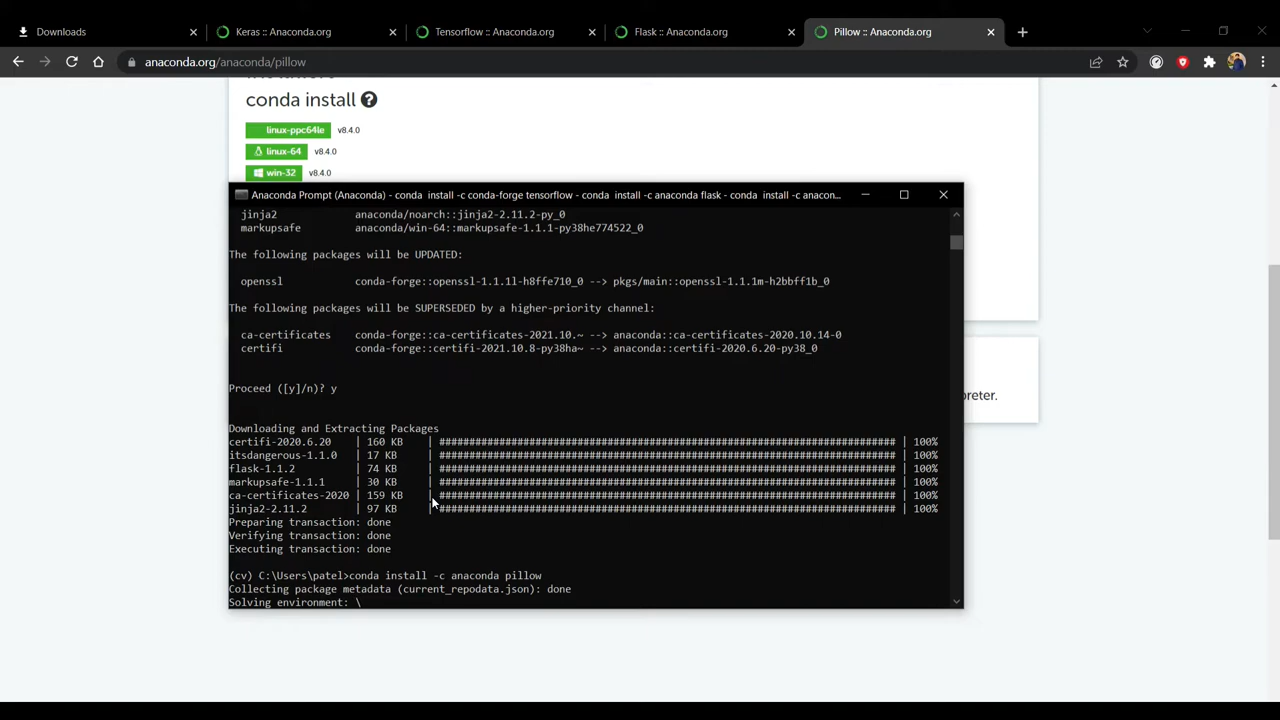 Downloads
Keras :: Anaconda.org
Tensorflow :: Anaconda.org
Flask :: Anaconda.org
Pillow :: Anaconda.org
anaconda.org/anaconda/pillow
conda install
linux-ppc64le v8.4.0
linux-64 v8.4.0
win-32 v8.4.0
Anaconda Prompt (Anaconda) - conda install -c conda-forge tensorflow - conda install -c anaconda flask - conda install -c anacon...
jinja2 anaconda/noarch::jinja2-2.11.2-py_0
markupsafe anaconda/win-64::markupsafe-1.1.1-py38he774522_0
The following packages will be UPDATED:
openssl conda-forge::openssl-1.1.1l-h8ffe710_0 --> pkgs/main::openssl-1.1.1m-h2bbff1b_0
The following packages will be SUPERSEDED by a higher-priority channel:
ca-certificates conda-forge::ca-certificates-2021.10.~ --> anaconda::ca-certificates-2020.10.14-0
certifi conda-forge::certifi-2021.10.8-py38ha~ --> anaconda::certifi-2020.6.20-py38_0
Proceed ([y]/n)? y
preter.
Downloading and Extracting Packages
certifi-2020.6.20 | 160 KB | ############################################################################ | 100%
itsdangerous-1.1.0 | 17 KB | ############################################################################ | 100%
flask-1.1.2 | 74 KB | ############################################################################ | 100%
markupsafe-1.1.1 | 30 KB | ############################################################################ | 100%
ca-certificates-2020 | 159 KB | ############################################################################ | 100%
jinja2-2.11.2 | 97 KB | ############################################################################ | 100%
Preparing transaction: done
Verifying transaction: done
Executing transaction: done
(cv) C:\Users\patel>conda install -c anaconda pillow
Collecting package metadata (current_repodata.json): done
Solving environment: \